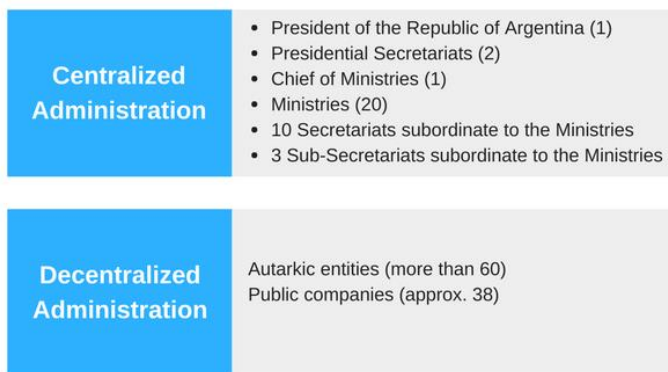 Centralized
Administration
• President of the Republic of Argentina (1)
• Presidential Secretariats (2)
• Chief of Ministries (1)
• Ministries (20)
• 10 Secretariats subordinate to the Ministries
• 3 Sub-Secretariats subordinate to the Ministries
Decentralized
Administration
Autarkic entities (more than 60)
Public companies (approx. 38)